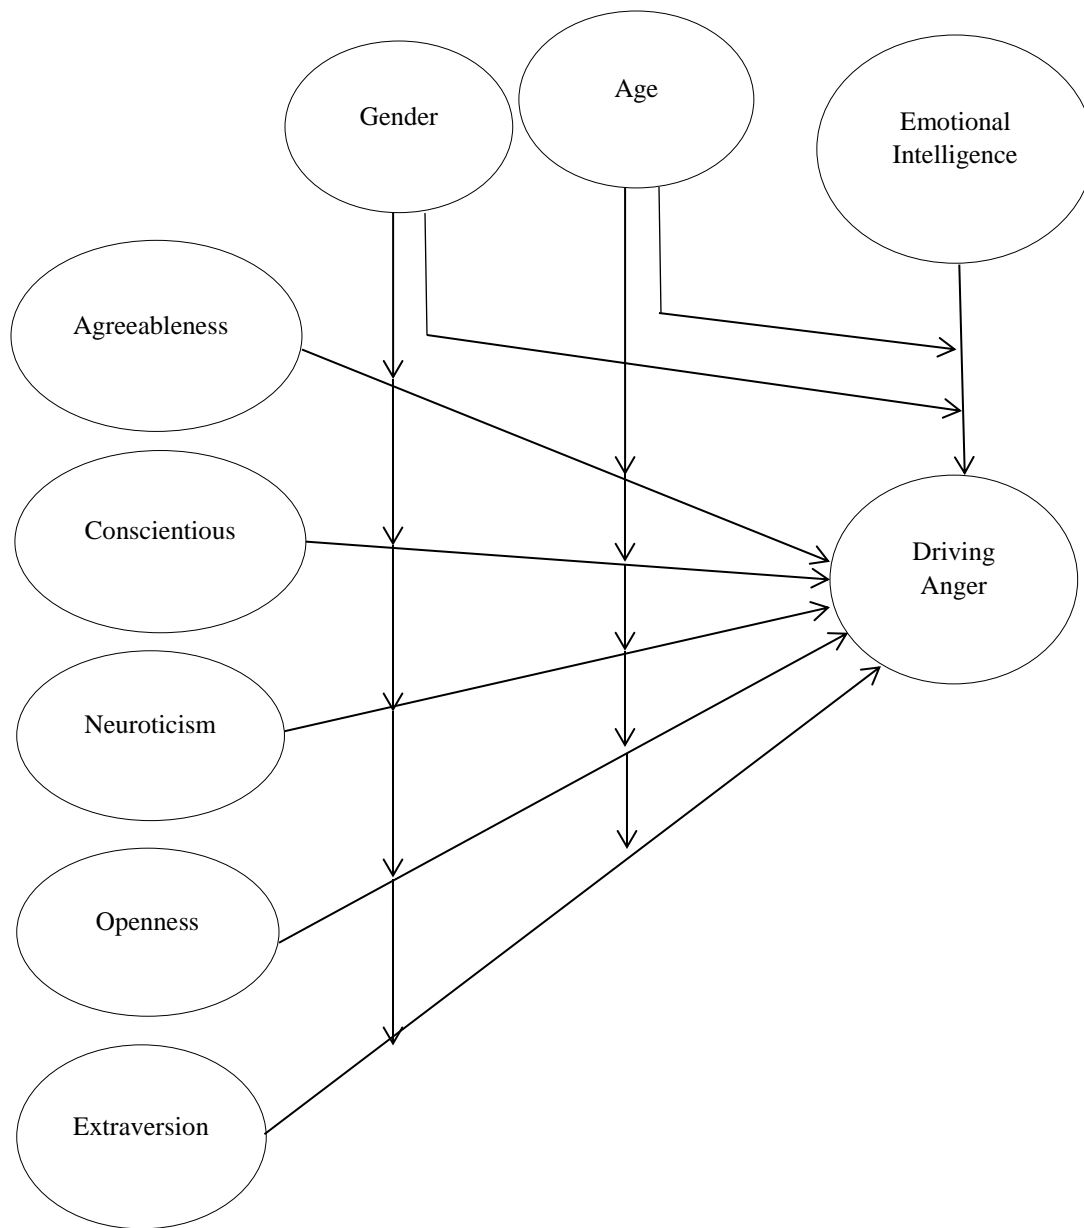 Gender
Age
Emotional
Intelligence
Agreeableness
Conscientious
Driving
Anger
Neuroticism
Openness
Extraversion